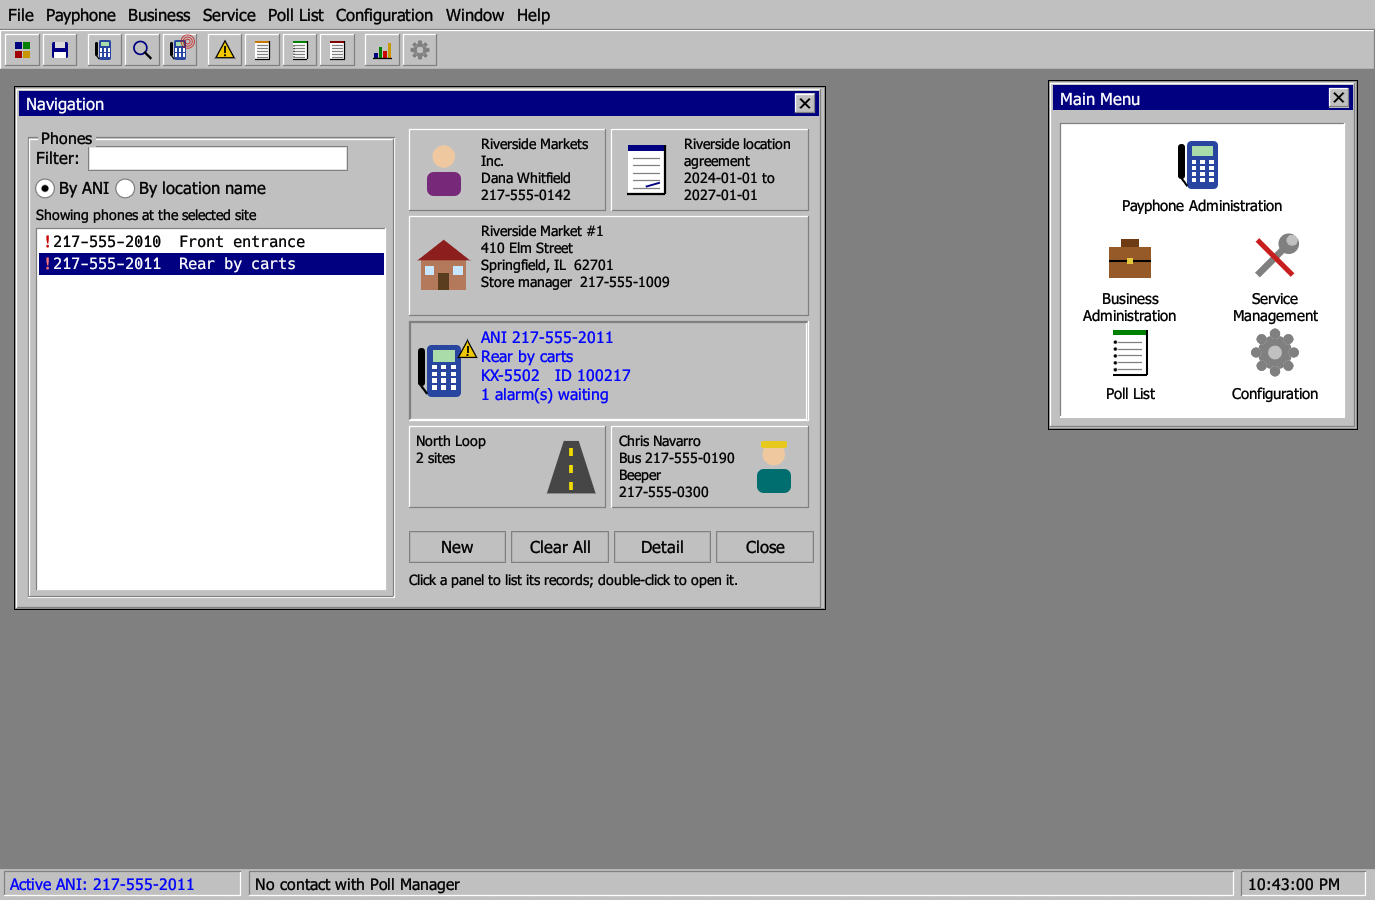 File Payphone Business Service Poll List Configuration Window Help
Navigation
Phones
Filter:
By ANI By location name
Showing phones at the selected site
!217-555-2010 Front entrance
!217-555-2011 Rear by carts
Riverside Markets
Inc.
Dana Whitfield
217-555-0142
Riverside location
agreement
2024-01-01 to
2027-01-01
Riverside Market #1
410 Elm Street
Springfield, IL 62701
Store manager 217-555-1009
ANI 217-555-2011
Rear by carts
KX-5502 ID 100217
1 alarm(s) waiting
North Loop
2 sites
Chris Navarro
Bus 217-555-0190
Beeper
217-555-0300
New Clear All Detail Close
Click a panel to list its records; double-click to open it.
Main Menu
Payphone Administration
Business
Administration
Service
Management
Poll List
Configuration
Active ANI: 217-555-2011
No contact with Poll Manager
10:43:00 PM